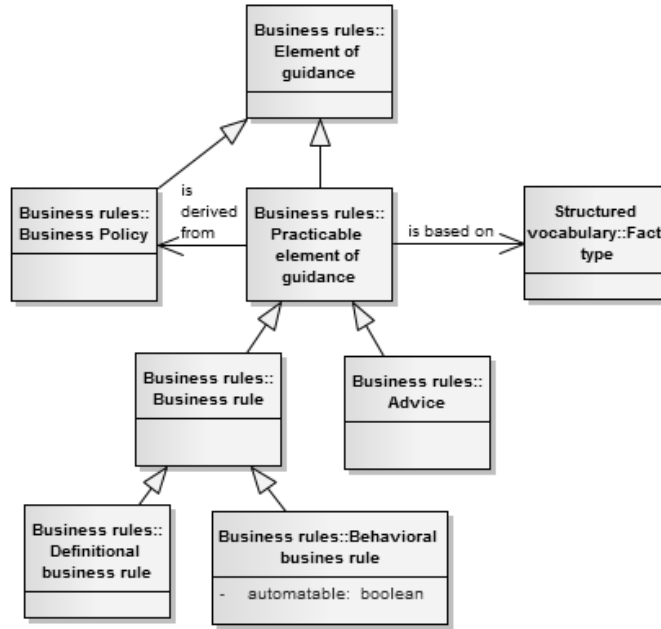 Business rules::
Element of
guidance
Business rules::
Business Policy
is
derived
from
Business rules::
Practicable
element of
guidance
is based on
Structured
vocabulary::Fact
type
Business rules::
Business rule
Business rules::
Advice
Business rules::
Definitional
business rule
Business rules::Behavioral
busines rule
- automatable: boolean